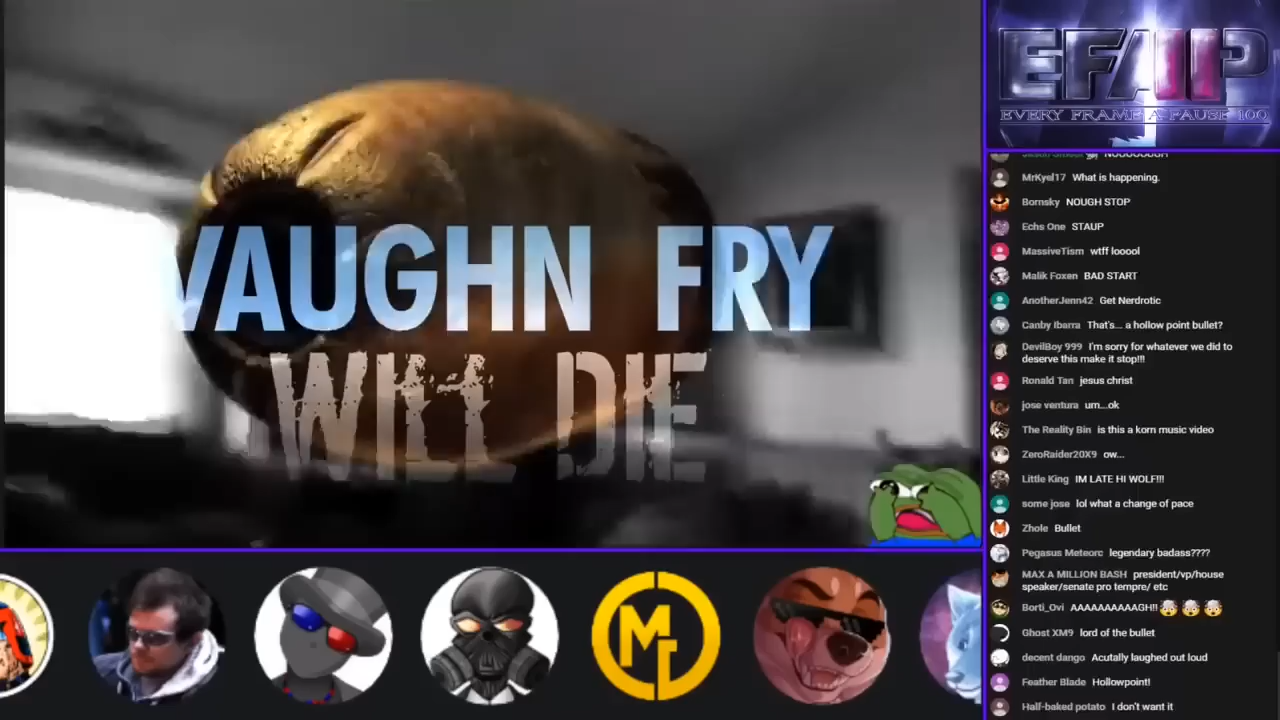 VAUGHN FRY
WILL DIE
EFAP
EVERY FRAME A PAUSE 100
MrKyel17 What is happening.
Bornsky NOUGH STOP
Echs One STAUP
MassiveTism wtff looool
Malik Foxen BAD START
AnotherJenn42 Get Nerdrotic
Canby Ibarra That's... a hollow point bullet?
DevilBoy 999 I'm sorry for whatever we did to
deserve this make it stop!!!
Ronald Tan jesus christ
jose ventura um...ok
The Reality Bin is this a korn music video
ZeroRaider20X9 ow...
Little King IM LATE HI WOLF!!!
some jose lol what a change of pace
Zhole Bullet
Pegasus Meteorc legendary badass????
MAX A MILLION BASH president/vp/house
speaker/senate pro tempre/ etc
Borti_Ovi AAAAAAAAAAGH!! 🤯 🤯 🤯
Ghost XM9 lord of the bullet
decent dango Acutally laughed out loud
Feather Blade Hollowpoint!
Half-baked potato I don't want it